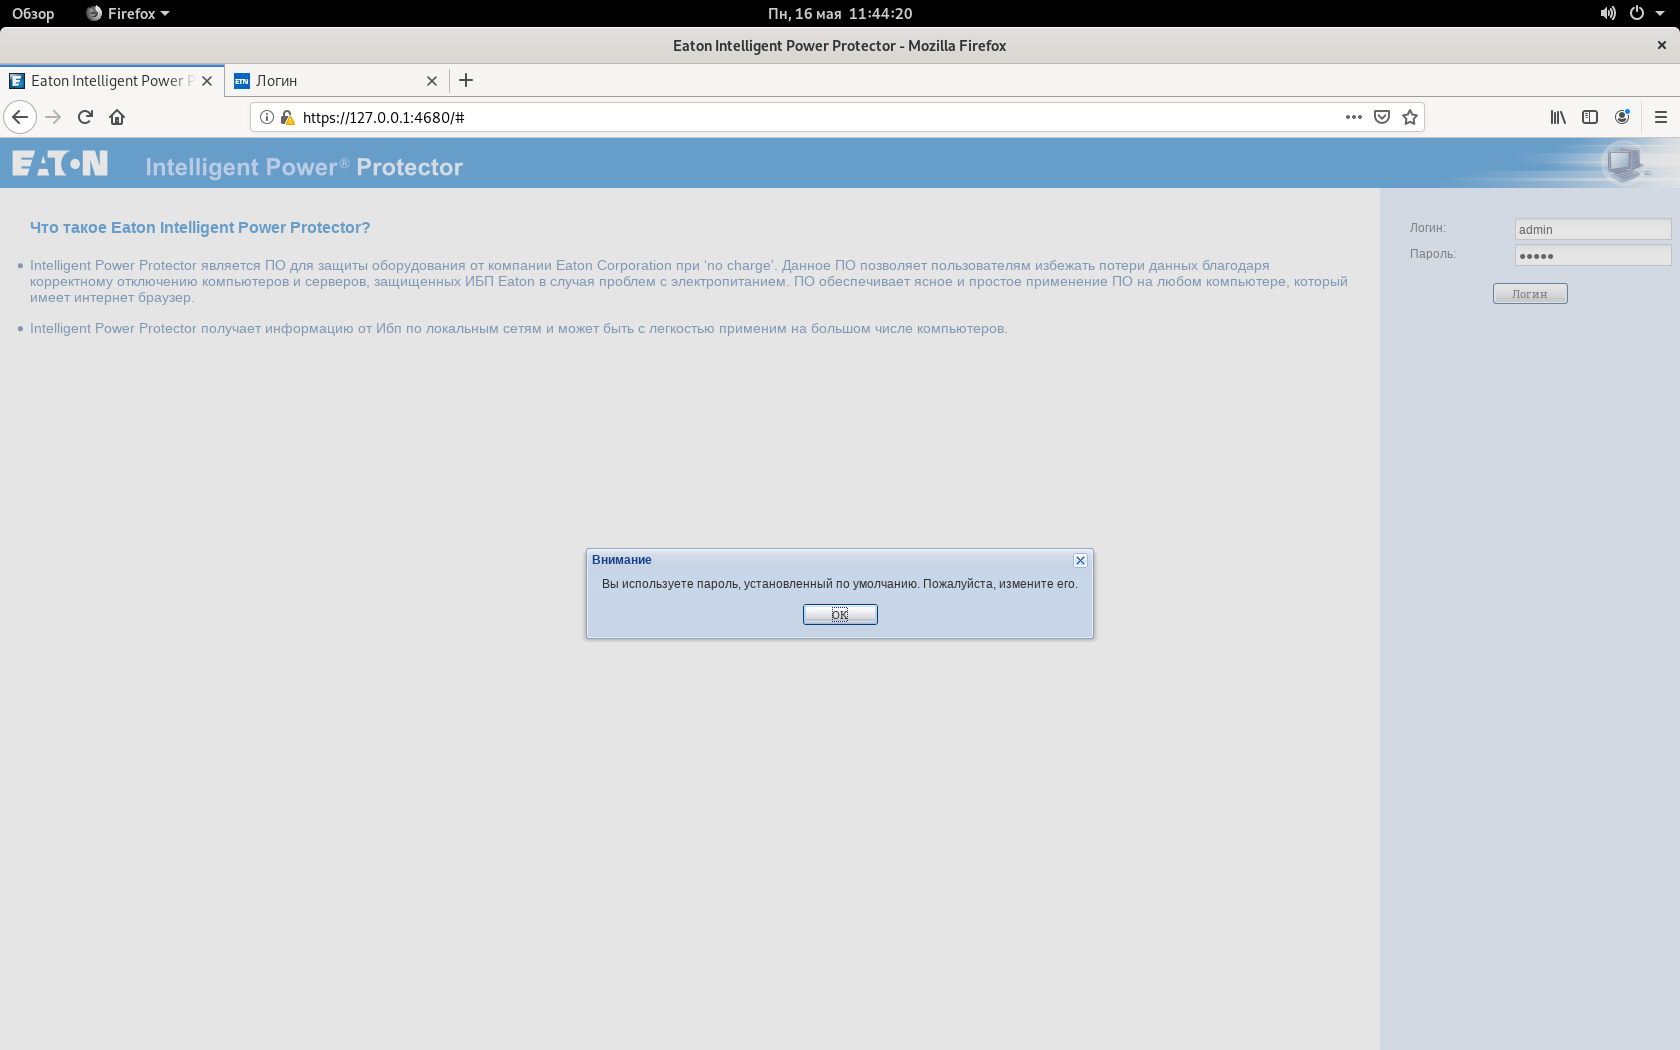 Обзор Firefox Пн, 16 мая 11:44:20
Eaton Intelligent Power Protector - Mozilla Firefox
Eaton Intelligent Power P ETN Логин
https://127.0.0.1:4680/#
EATON Intelligent Power® Protector
Что такое Eaton Intelligent Power Protector?
• Intelligent Power Protector является ПО для защиты оборудования от компании Eaton Corporation при ‘no charge’. Данное ПО позволяет пользователям избежать потери данных благодаря
корректному отключению компьютеров и серверов, защищенных ИБП Eaton в случая проблем с электропитанием. ПО обеспечивает ясное и простое применение ПО на любом компьютере, который
имеет интернет браузер.
• Intelligent Power Protector получает информацию от Ибп по локальным сетям и может быть с легкостью применим на большом числе компьютеров.
Логин: admin
Пароль: •••••
Логин
Внимание
Вы используете пароль, установленный по умолчанию. Пожалуйста, измените его.
OK